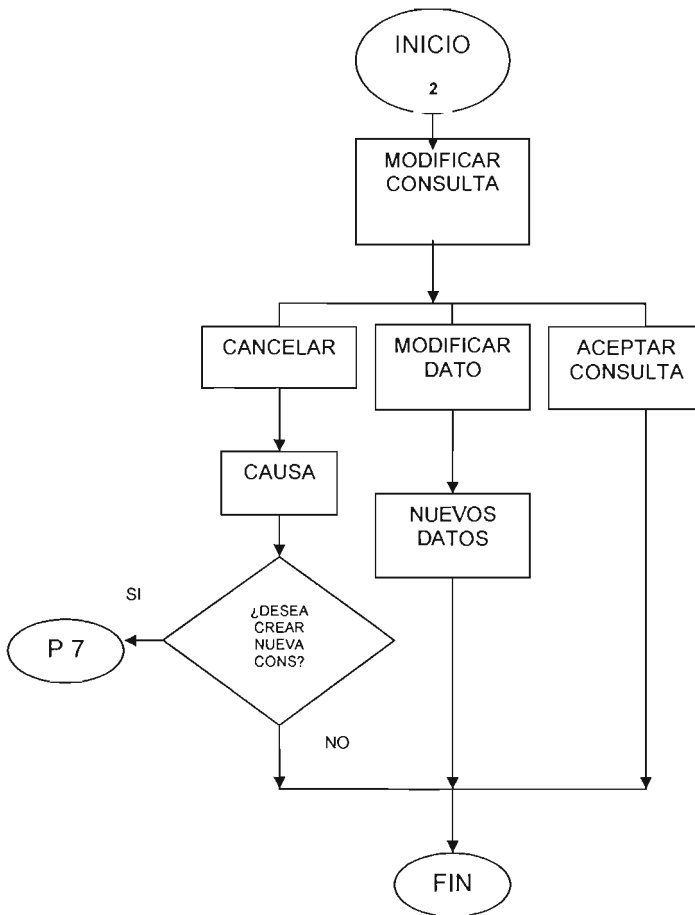 INICIO
2
MODIFICAR
CONSULTA
CANCELAR
MODIFICAR
DATO
ACEPTAR
CONSULTA
CAUSA
NUEVOS
DATOS
SI
¿DESEA
CREAR
NUEVA
CONS?
P 7
NO
FIN